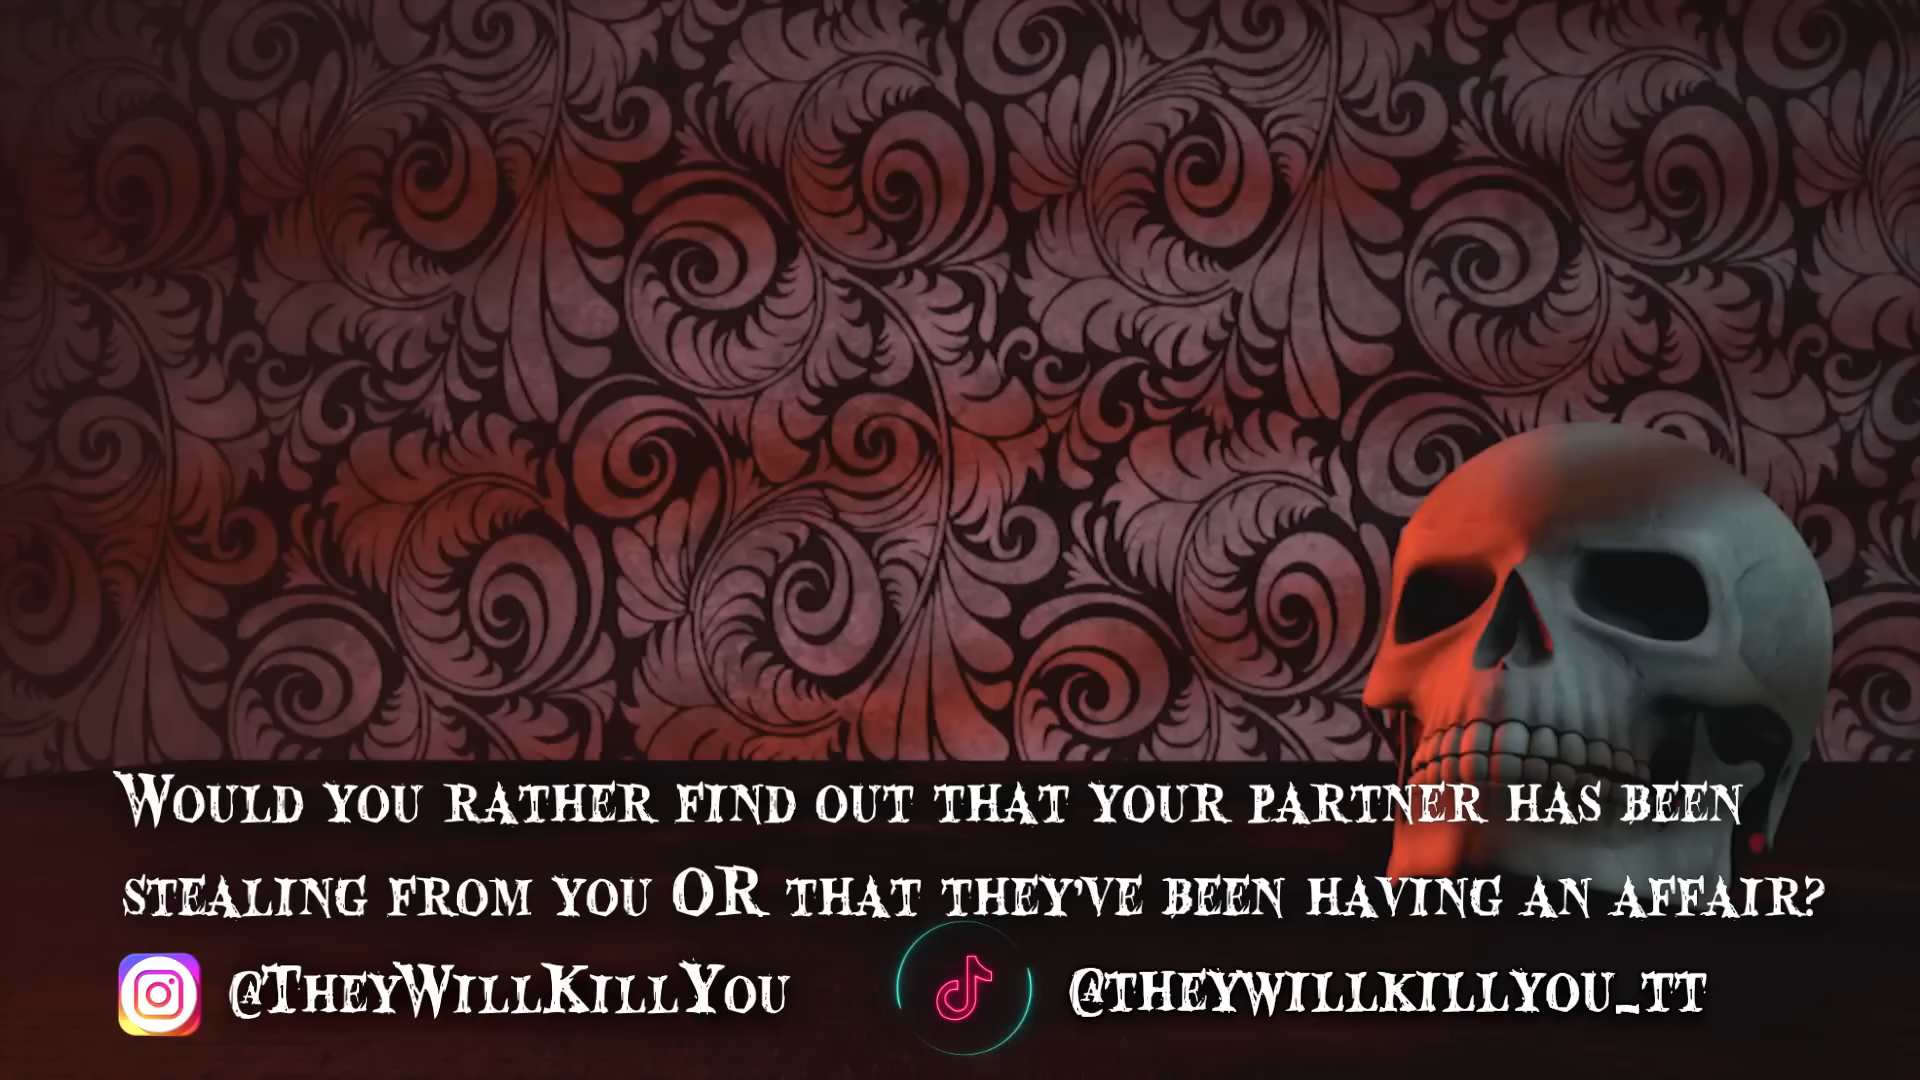 Would you rather find out that your partner has been
stealing from you OR that they've been having an affair?
@TheyWillKillYou @theywillkillyou_tt